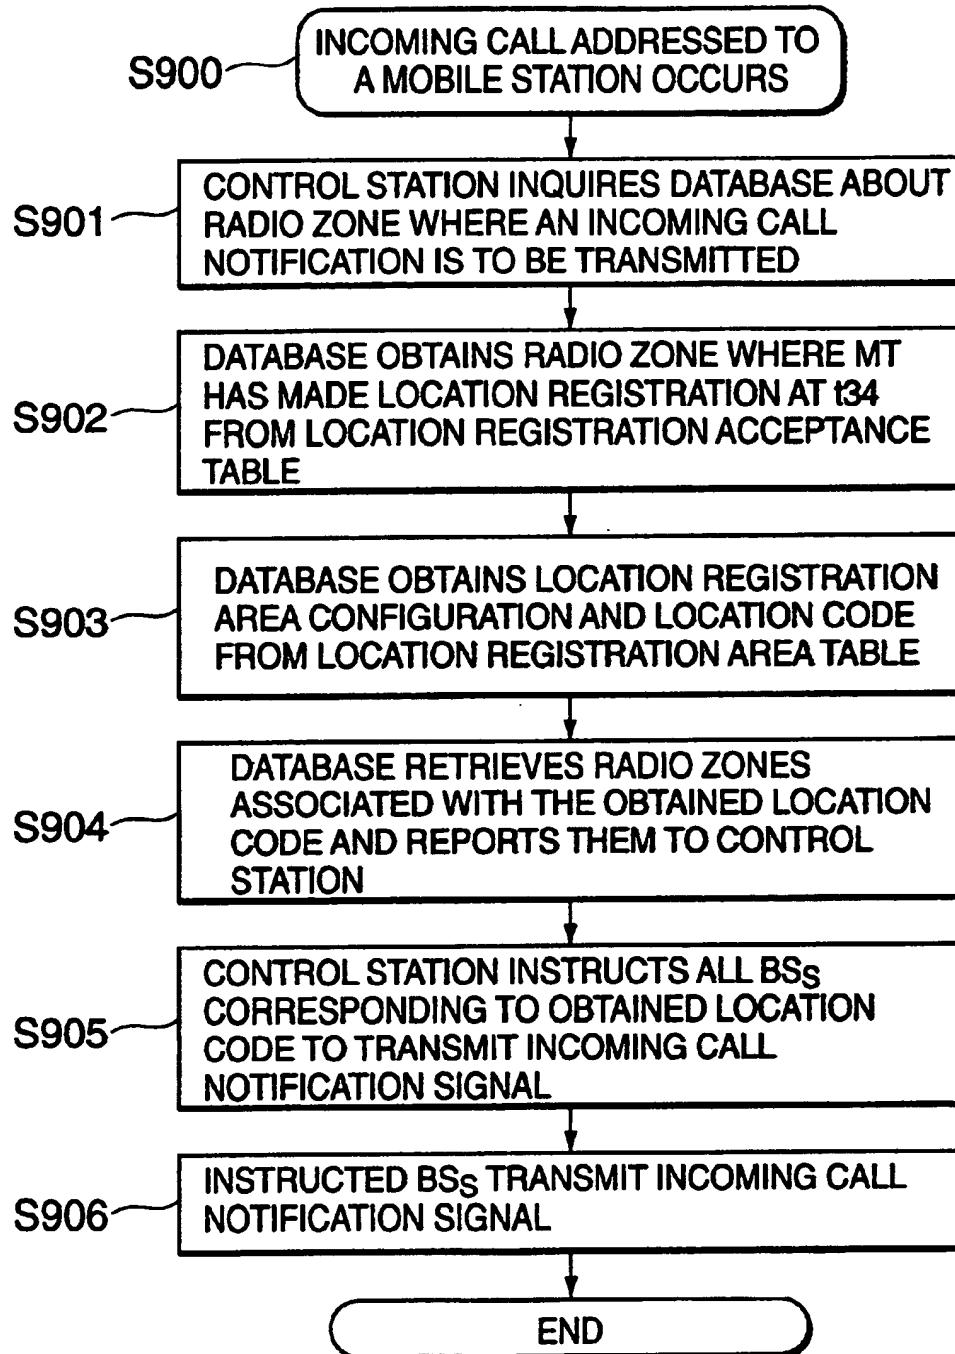 S900
INCOMING CALL ADDRESSED TO
A MOBILE STATION OCCURS
S901
CONTROL STATION INQUIRES DATABASE ABOUT
RADIO ZONE WHERE AN INCOMING CALL
NOTIFICATION IS TO BE TRANSMITTED
S902
DATABASE OBTAINS RADIO ZONE WHERE MT
HAS MADE LOCATION REGISTRATION AT t34
FROM LOCATION REGISTRATION ACCEPTANCE
TABLE
S903
DATABASE OBTAINS LOCATION REGISTRATION
AREA CONFIGURATION AND LOCATION CODE
FROM LOCATION REGISTRATION AREA TABLE
S904
DATABASE RETRIEVES RADIO ZONES
ASSOCIATED WITH THE OBTAINED LOCATION
CODE AND REPORTS THEM TO CONTROL
STATION
S905
CONTROL STATION INSTRUCTS ALL BSS
CORRESPONDING TO OBTAINED LOCATION
CODE TO TRANSMIT INCOMING CALL
NOTIFICATION SIGNAL
S906
INSTRUCTED BSS TRANSMIT INCOMING CALL
NOTIFICATION SIGNAL
END